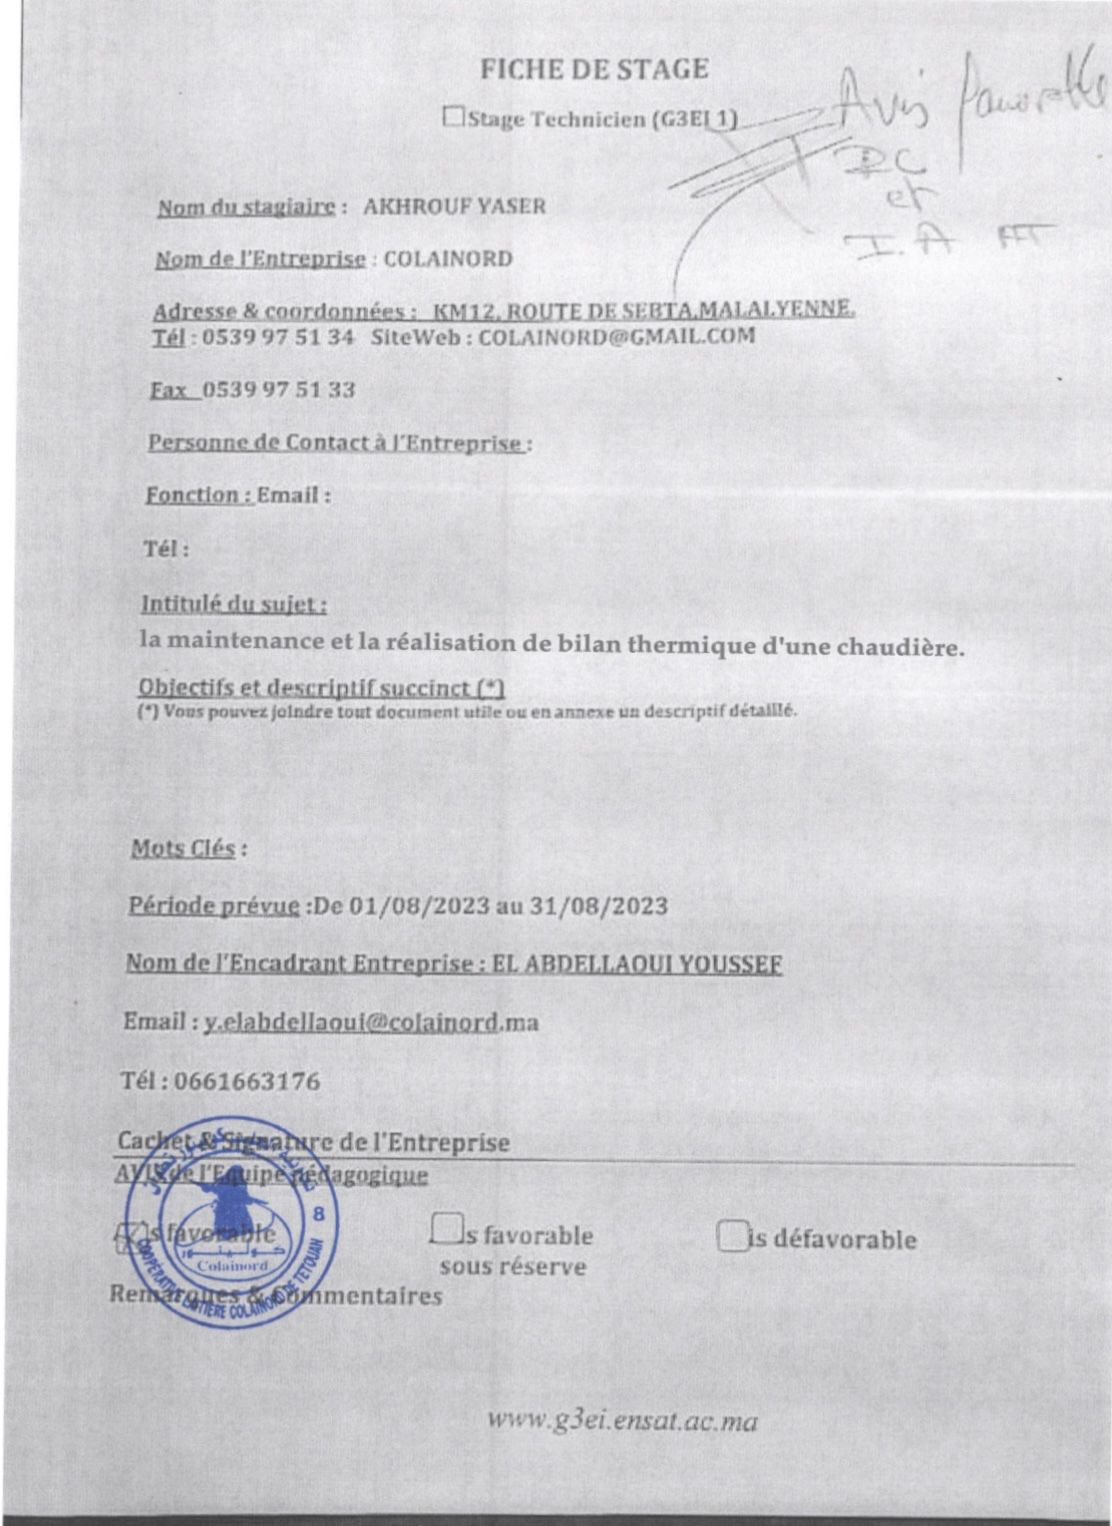 FICHE DE STAGE
☐Stage Technicien (G3EI 1)
Avis favorable
DC
et
I.A
Nom du stagiaire : AKHROUF YASER
Nom de l'Entreprise : COLAINORD
Adresse & coordonnées : KM12, ROUTE DE SEBTA,MALALYENNE,
Tél : 0539 97 51 34 SiteWeb : COLAINORD@GMAIL.COM
Fax 0539 97 51 33
Personne de Contact à l'Entreprise :
Fonction : Email :
Tél :
Intitulé du sujet :
la maintenance et la réalisation de bilan thermique d'une chaudière.
Objectifs et descriptif succinct (*)
(*) Vous pouvez joindre tout document utile ou en annexe un descriptif détaillé.
Mots Clés :
Période prévue :De 01/08/2023 au 31/08/2023
Nom de l'Encadrant Entreprise : EL ABDELLAOUI YOUSSEF
Email : y.elabdellaoui@colainord.ma
Tél : 0661663176
Cachet & Signature de l'Entreprise
AVIS de l'Equipe pédagogique
is favorable
is favorable
sous réserve
is défavorable
8
Colainord
COOPÉRATIVE LAITIÈRE COLAINORD DE TETOUAN
Remarques & Commentaires
www.g3ei.ensat.ac.ma